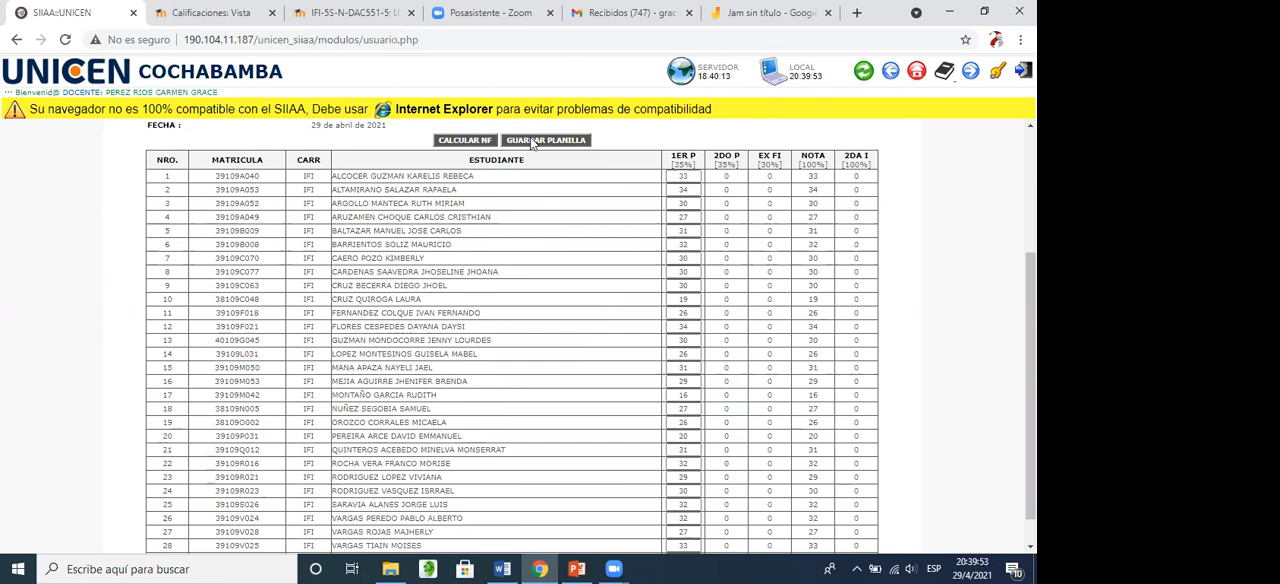 SIIAA::UNICEN
Calificaciones: Vista
IFI-5S-N-DAC551-5: L
Posasistente - Zoom
Recibidos (747) - grac
Jam sin título - Google
No es seguro 190.104.11.187/unicen_siiaa/modulos/usuario.php
UNICEN COCHABAMBA
SERVIDOR 18:40:13
LOCAL 20:39:53
Bienvenid@ DOCENTE: PEREZ RIOS CARMEN GRACE
Su navegador no es 100% compatible con el SIIAA, Debe usar Internet Explorer para evitar problemas de compatibilidad
FECHA : 29 de abril de 2021
CALCULAR NF GUARDAR PLANILLA
NRO. MATRICULA CARR ESTUDIANTE 1ER P [35%] 2DO P [35%] EX FI [30%] NOTA [100%] 2DA I [100%]
1 39109A040 IFI ALCOCER GUZMAN KARELIS REBECA 33 0 0 33 0
2 39109A053 IFI ALTAMIRANO SALAZAR RAFAELA 34 0 0 34 0
3 39109A052 IFI ARGOLLO MANTECA RUTH MIRIAM 30 0 0 30 0
4 39109A049 IFI ARUZAMEN CHOQUE CARLOS CRISTHIAN 27 0 0 27 0
5 39109B009 IFI BALTAZAR MANUEL JOSE CARLOS 31 0 0 31 0
6 39109B008 IFI BARRIENTOS SOLIZ MAURICIO 32 0 0 32 0
7 39109C070 IFI CAERO POZO KIMBERLY 30 0 0 30 0
8 39109C077 IFI CARDENAS SAAVEDRA JHOSELINE JHOANA 30 0 0 30 0
9 39109C063 IFI CRUZ BECERRA DIEGO JHOEL 30 0 0 30 0
10 38109C048 IFI CRUZ QUIROGA LAURA 19 0 0 19 0
11 39109F018 IFI FERNANDEZ COLQUE IVAN FERNANDO 26 0 0 26 0
12 39109F021 IFI FLORES CESPEDES DAYANA DAYSI 34 0 0 34 0
13 40109G045 IFI GUZMAN MONDOCORRE JENNY LOURDES 30 0 0 30 0
14 39109L031 IFI LOPEZ MONTESINOS GUISELA MABEL 26 0 0 26 0
15 39109M050 IFI MANA APAZA NAYELI JAEL 31 0 0 31 0
16 39109M053 IFI MEJIA AGUIRRE JHENIFER BRENDA 29 0 0 29 0
17 39109M042 IFI MONTAÑO GARCIA RUDITH 16 0 0 16 0
18 38109N005 IFI NUÑEZ SEGOBIA SAMUEL 27 0 0 27 0
19 38109O002 IFI OROZCO CORRALES MICAELA 26 0 0 26 0
20 39109P031 IFI PEREIRA ARCE DAVID EMMANUEL 20 0 0 20 0
21 39109Q012 IFI QUINTEROS ACEBEDO MINELVA MONSERRAT 31 0 0 31 0
22 39109R016 IFI ROCHA VERA FRANCO MORISE 32 0 0 32 0
23 39109R021 IFI RODRIGUEZ LOPEZ VIVIANA 29 0 0 29 0
24 39109R023 IFI RODRIGUEZ VASQUEZ ISRRAEL 30 0 0 30 0
25 39109S026 IFI SARAVIA ALANES JORGE LUIS 32 0 0 32 0
26 39109V024 IFI VARGAS PEREDO PABLO ALBERTO 32 0 0 32 0
27 39109V028 IFI VARGAS ROJAS MAJHERLY 27 0 0 27 0
28 39109V025 IFI VARGAS TIAIN MOISES 33 0 0 33 0
Escribe aquí para buscar
ESP
20:39:53
29/4/2021
10